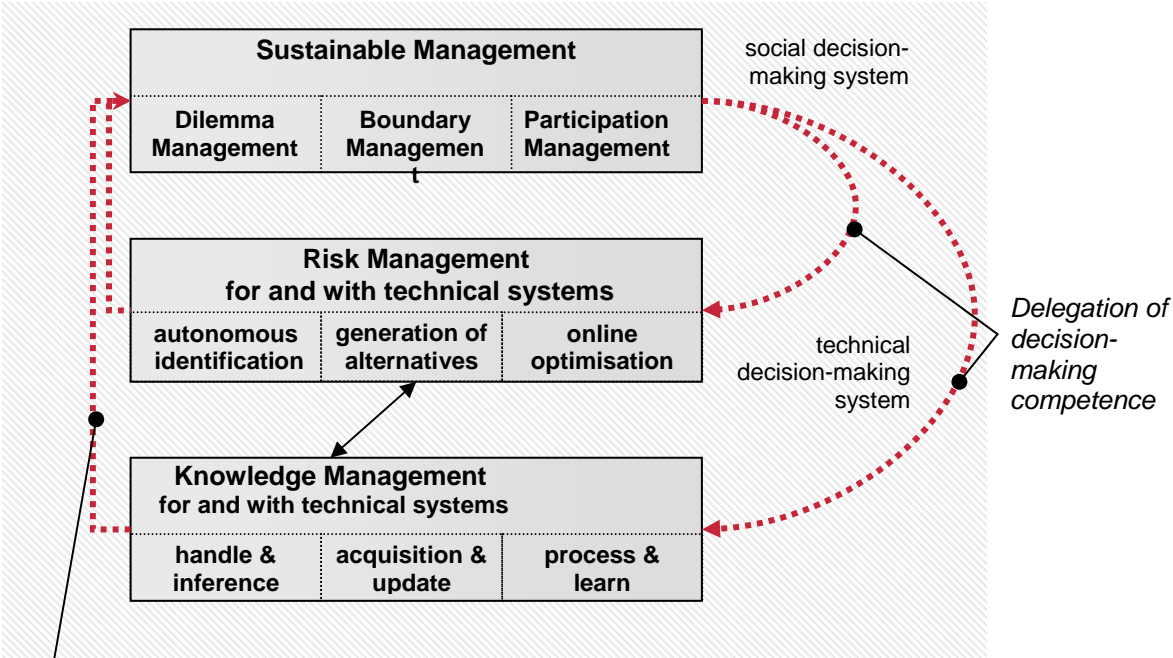 Sustainable Management
social decision-
making system
Dilemma
Management
Boundary
Managemen
t
Participation
Management
Risk Management
for and with technical systems
autonomous
identification
generation of
alternatives
online
optimisation
technical
decision-making
system
Delegation of
decision-
making
competence
Knowledge Management
for and with technical systems
handle &
inference
acquisition &
update
process &
learn